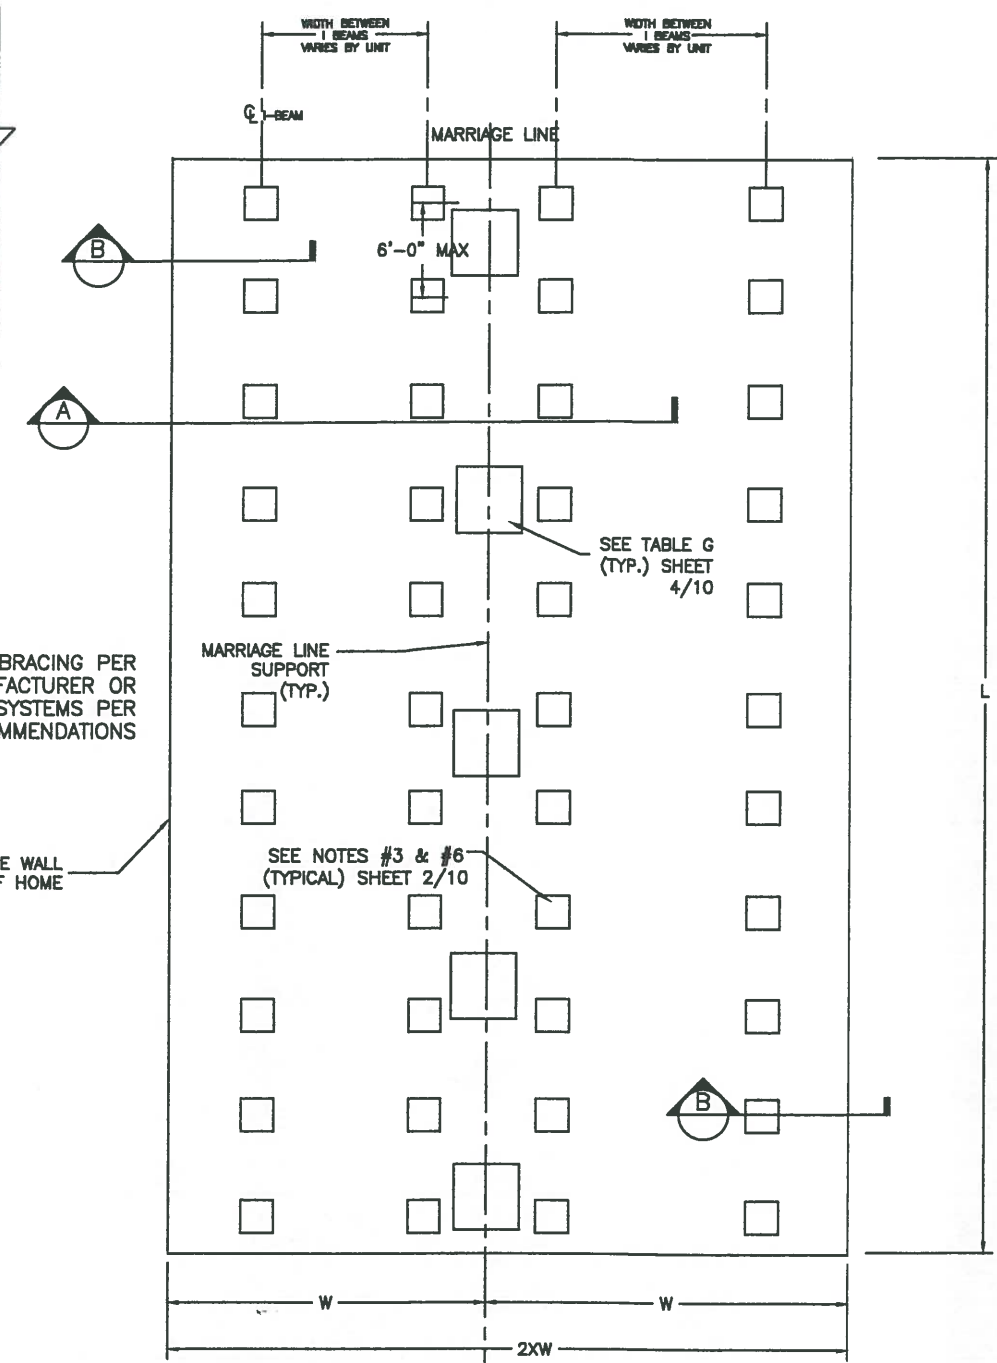 WIDTH BETWEEN
I BEAMS
VARIES BY UNIT
WIDTH BETWEEN
I BEAMS
VARIES BY UNIT
℄ I-BEAM
MARRIAGE LINE
B
6'-0" MAX
A
SEE TABLE G
(TYP.) SHEET
4/10
MARRIAGE LINE
SUPPORT
(TYP.)
BRACING PER
FACTURER OR
SYSTEMS PER
MMENDATIONS
L
SEE NOTES #3 & #6
(TYPICAL) SHEET 2/10
E WALL
F HOME
B
W
W
2XW